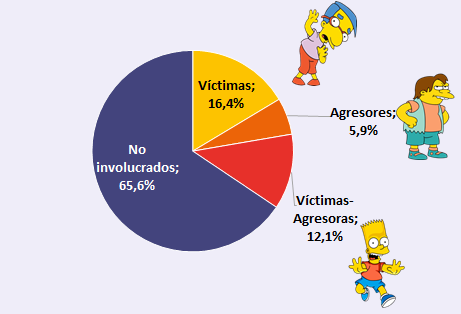 Víctimas;
16,4%
Agresores;
5,9%
No
involucrados;
65,6%
Víctimas-
Agresoras;
12,1%